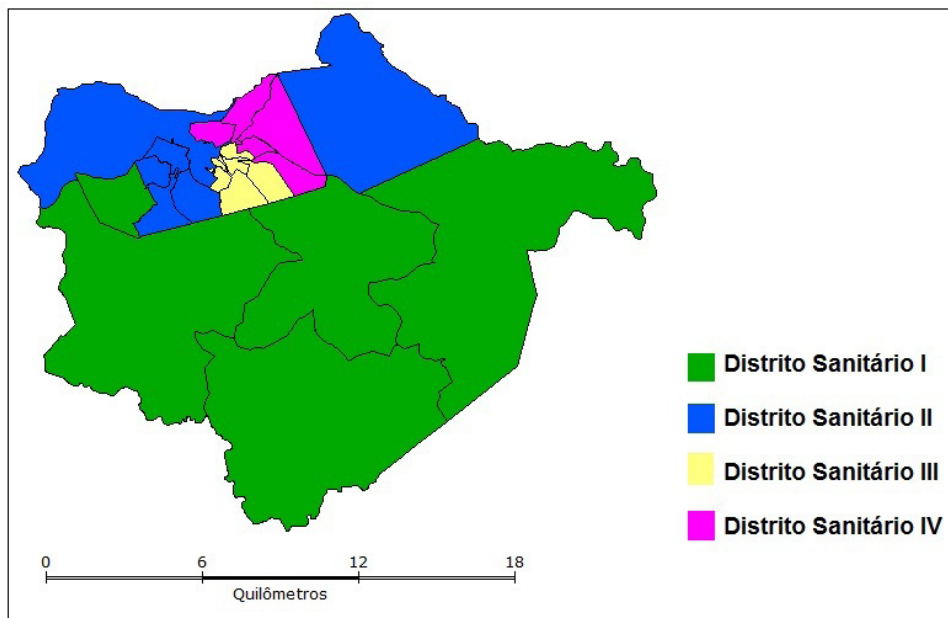 Distrito Sanitário I
Distrito Sanitário II
Distrito Sanitário III
Distrito Sanitário IV
0 6 12 18
Quilômetros